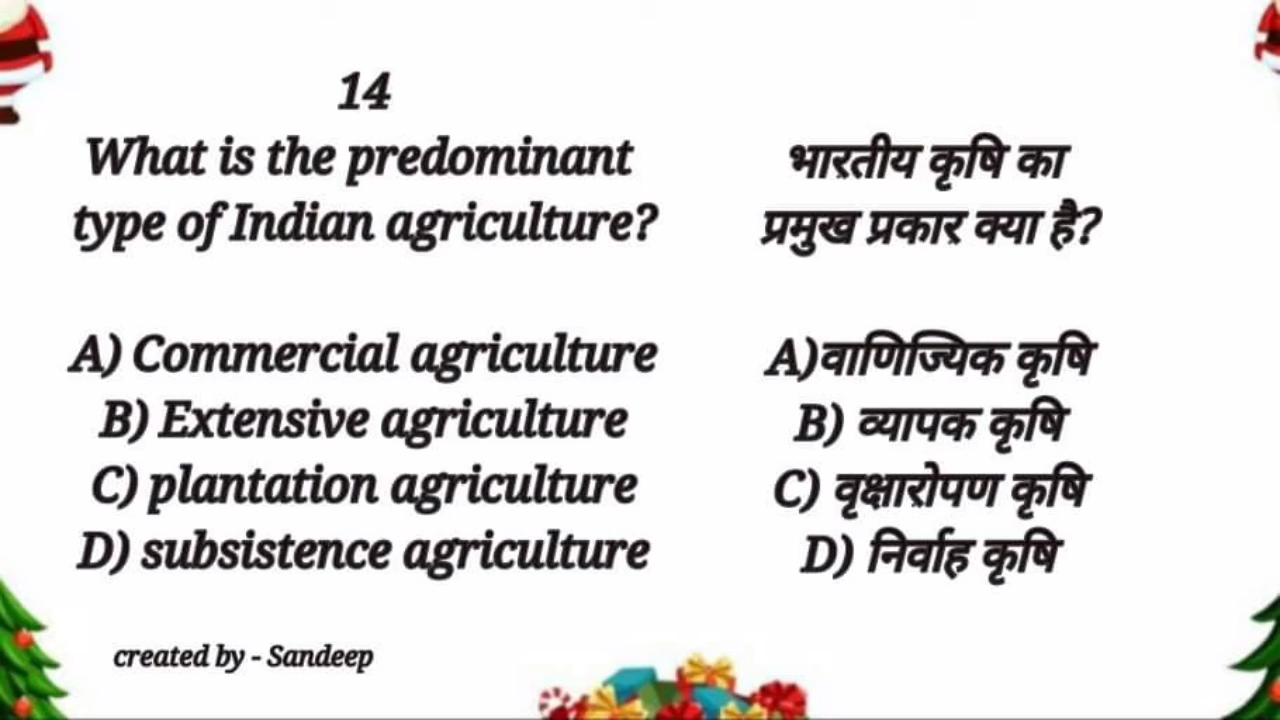 14
What is the predominant
type of Indian agriculture?
A) Commercial agriculture
B) Extensive agriculture
C) plantation agriculture
D) subsistence agriculture
भारतीय कृषि का
प्रमुख प्रकार क्या है?
A)वाणिज्यिक कृषि
B) व्यापक कृषि
C) वृक्षारोपण कृषि
D) निर्वाह कृषि
created by - Sandeep